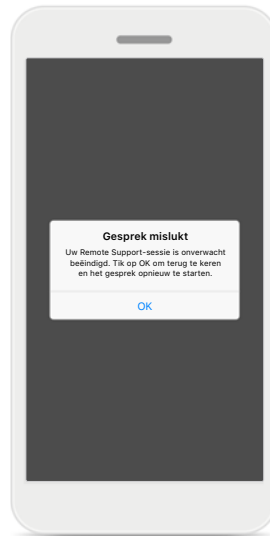 Gesprek mislukt
Uw Remote Support-sessie is onverwacht
beëindigd. Tik op OK om terug te keren
en het gesprek opnieuw te starten.
OK